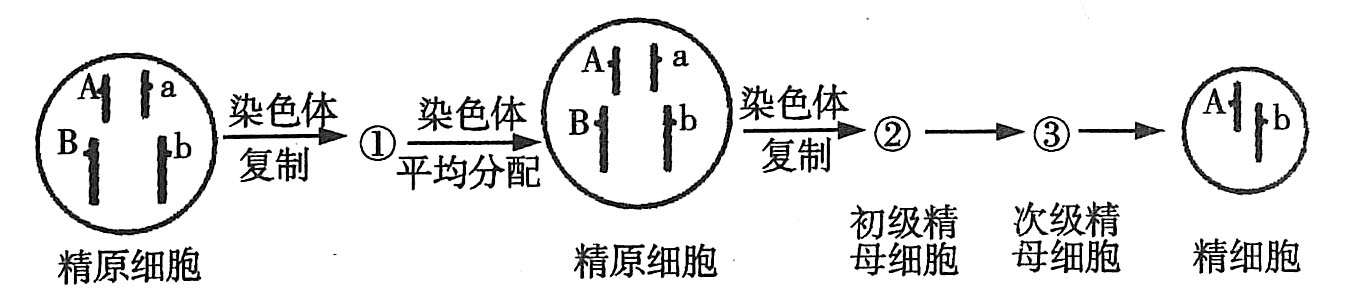 A a
B b
精原细胞
染色体
复制
①
染色体
平均分配
A a
B b
精原细胞
染色体
复制
②
初级精
母细胞
③
次级精
母细胞
A
b
精细胞